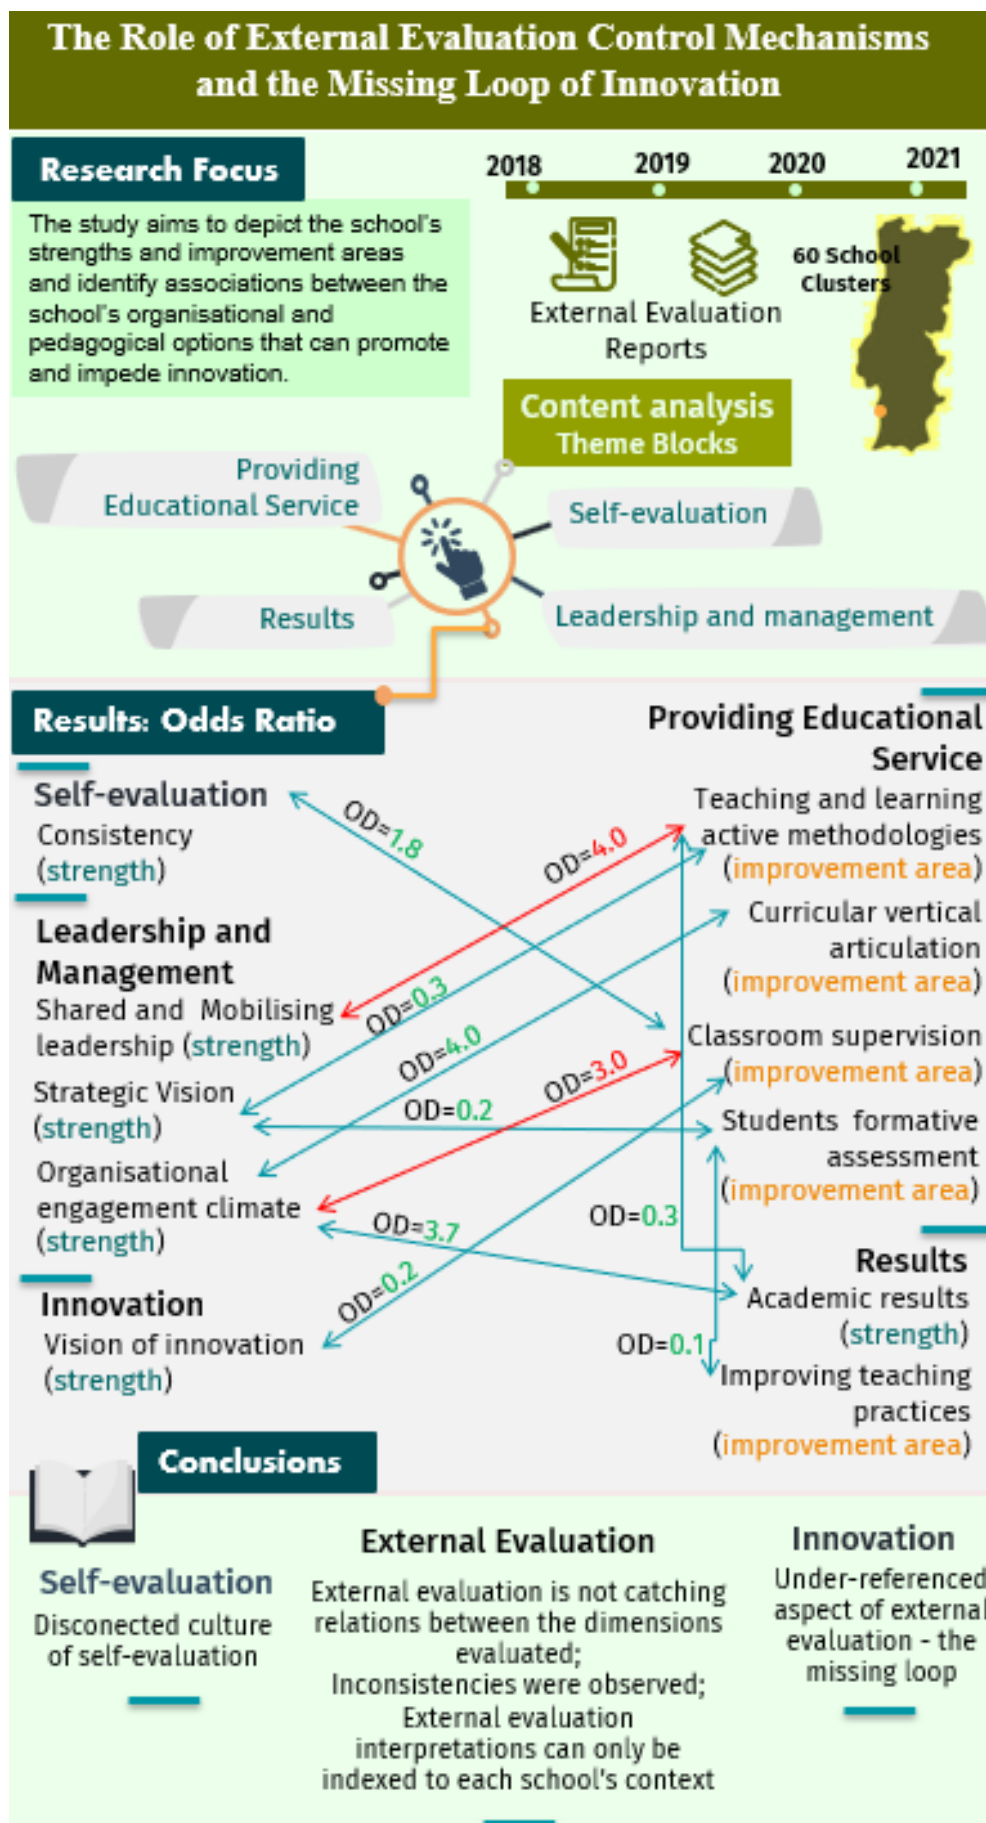 The Role of External Evaluation Control Mechanisms
and the Missing Loop of Innovation
Research Focus
The study aims to depict the school's
strengths and improvement areas
and identify associations between the
school's organisational and
pedagogical options that can promote
and impede innovation.
2018
2019
2020
2021
60 School
Clusters
External Evaluation
Reports
Content analysis
Theme Blocks
Providing
Educational Service
Self-evaluation
Results
Leadership and management
Results: Odds Ratio
Self-evaluation
Consistency
(strength)
Leadership and
Management
Shared and Mobilising
leadership (strength)
Strategic Vision
(strength)
Organisational
engagement climate
(strength)
Innovation
Vision of innovation
(strength)
OD=1.8
OD=4.0
OD=0.3
OD=4.0
OD=3.0
OD=0.2
OD=3.7
OD=0.2
OD=0.3
OD=0.1
Providing Educational
Service
Teaching and learning
active methodologies
(improvement area)
Curricular vertical
articulation
(improvement area)
Classroom supervision
(improvement area)
Students formative
assessment
(improvement area)
Results
Academic results
(strength)
Improving teaching
practices
(improvement area)
Conclusions
Self-evaluation
Disconected culture
of self-evaluation
External Evaluation
External evaluation is not catching
relations between the dimensions
evaluated;
Inconsistencies were observed;
External evaluation
interpretations can only be
indexed to each school's context
Innovation
Under-referenced
aspect of external
evaluation - the
missing loop